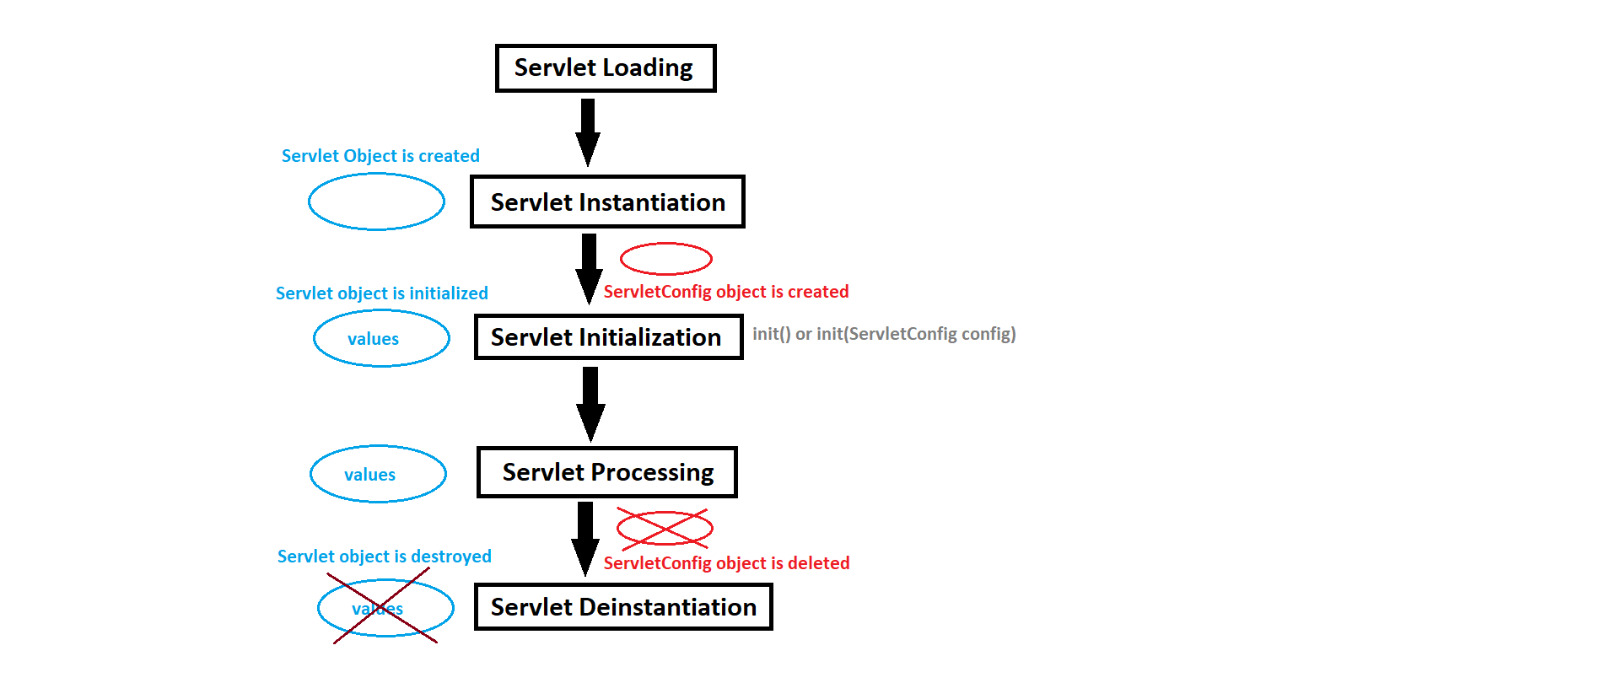 Servlet Loading
Servlet Object is created
Servlet Instantiation
ServletConfig object is created
Servlet object is initialized
values
Servlet Initialization
init() or init(ServletConfig config)
values
Servlet Processing
ServletConfig object is deleted
Servlet object is destroyed
values
Servlet Deinstantiation